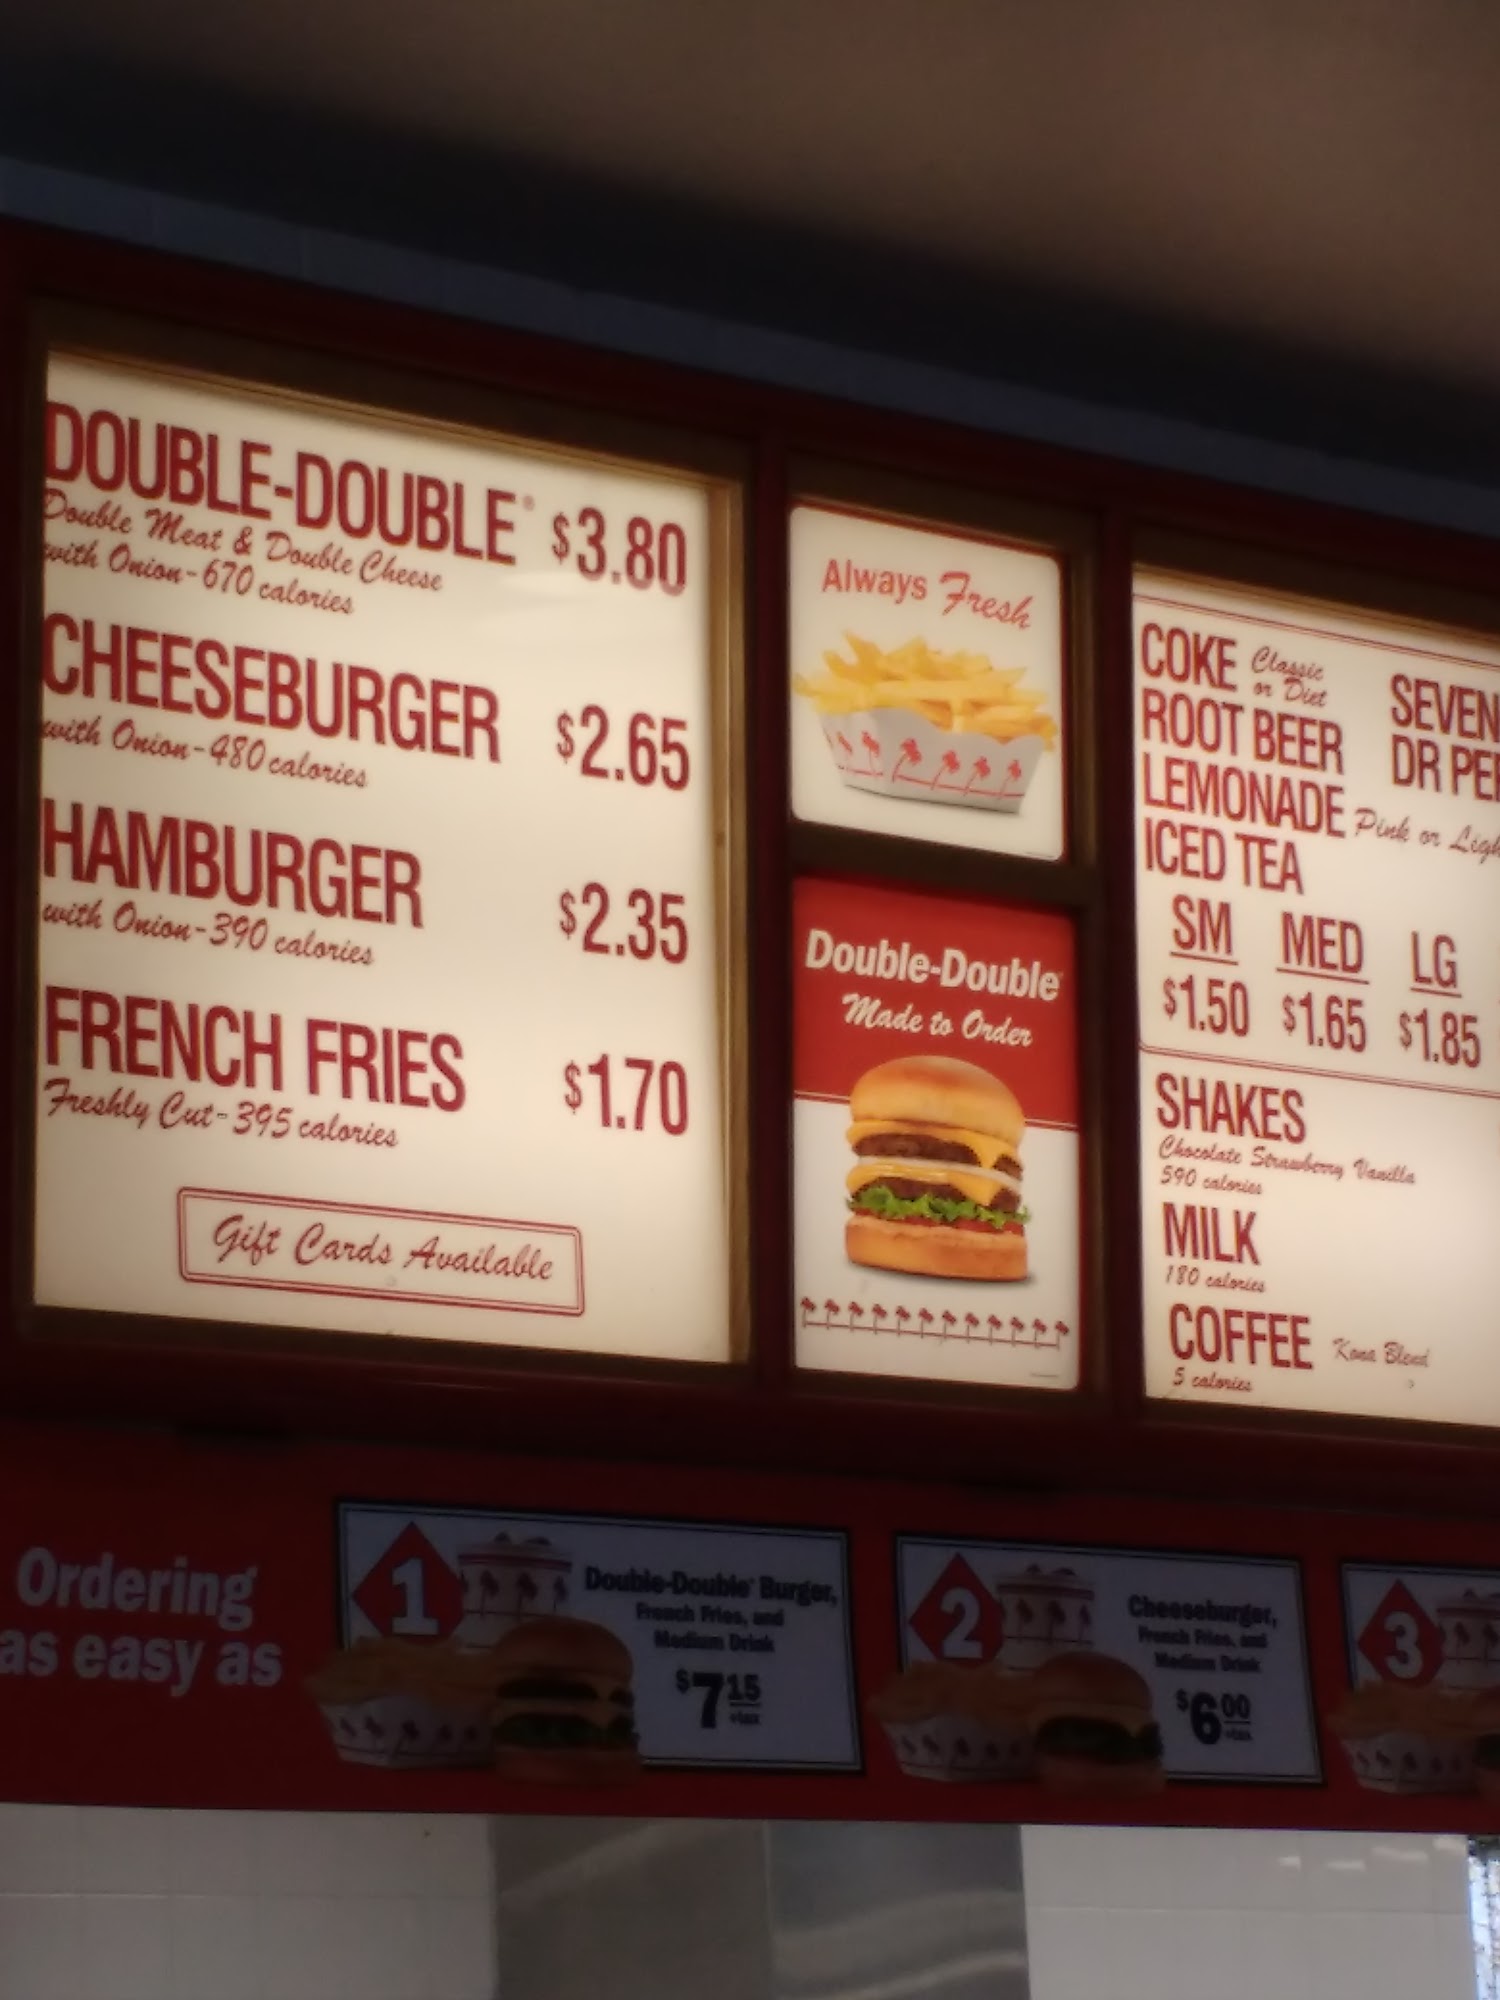 DOUBLE-DOUBLE® $3.80
Double Meat & Double Cheese
with Onion-670 calories
CHEESEBURGER $2.65
with Onion-480 calories
HAMBURGER $2.35
with Onion-390 calories
FRENCH FRIES $1.70
Freshly Cut-395 calories
Gift Cards Available
Always Fresh
Double-Double®
Made to Order
COKE Classic or Diet SEVEN
ROOT BEER DR PE
LEMONADE Pink or Ligh
ICED TEA
SM MED LG
$1.50 $1.65 $1.85
SHAKES
Chocolate Strawberry Vanilla
590 calories
MILK
180 calories
COFFEE Kona Blend
5 calories
Ordering
as easy as
1
Double-Double® Burger,
French Fries, and
Medium Drink
$7 15
+tax
2
Cheeseburger,
French Fries, and
Medium Drink
$6 00
+tax
3